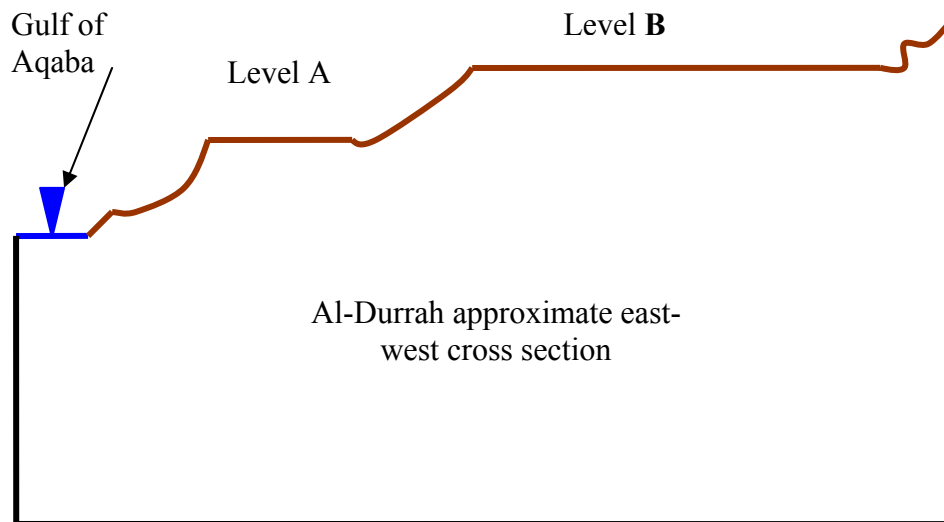 Gulf of
Aqaba
Level A
Level B
Al-Durrah approximate east-
west cross section